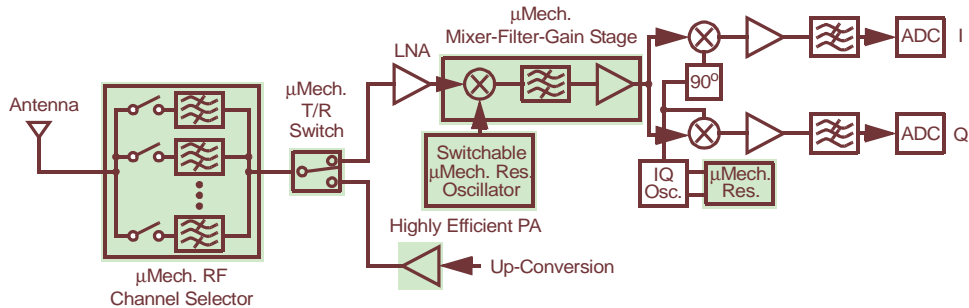 Antenna
µMech. RF
Channel Selector
µMech.
T/R
Switch
LNA
µMech.
Mixer-Filter-Gain Stage
Switchable
µMech. Res.
Oscillator
Highly Efficient PA
Up-Conversion
90º
IQ
Osc.
µMech.
Res.
ADC
I
ADC
Q